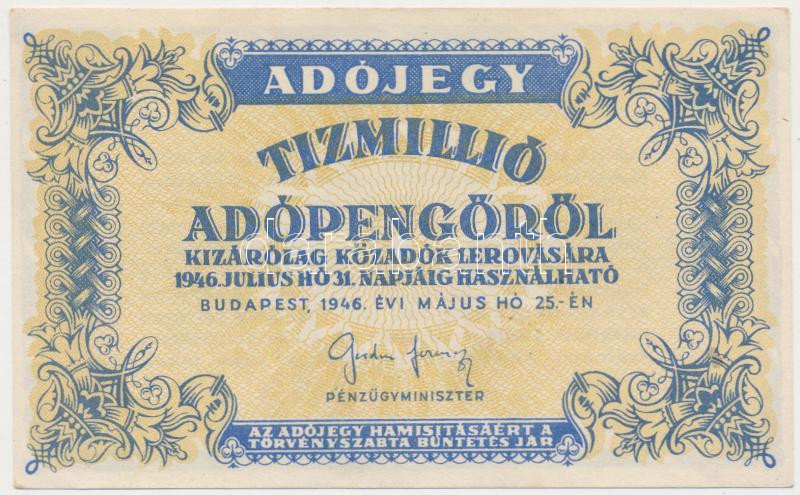 ADÓJEGY
TIZMILLIÓ
ADÓPENGŐRŐL
KIZÁRÓLAG KÖZADÓK LEROVÁSÁRA
1946. JULIUS HÓ 31. NAPJÁIG HASZNÁLHATÓ
BUDAPEST, 1946. ÉVI MÁJUS HÓ 25.-ÉN
PÉNZÜGYMINISZTER
AZ ADÓJEGY HAMISITÁSÁÉRT A
TÖRVÉNYSZABTA BÜNTETÉS JÁR